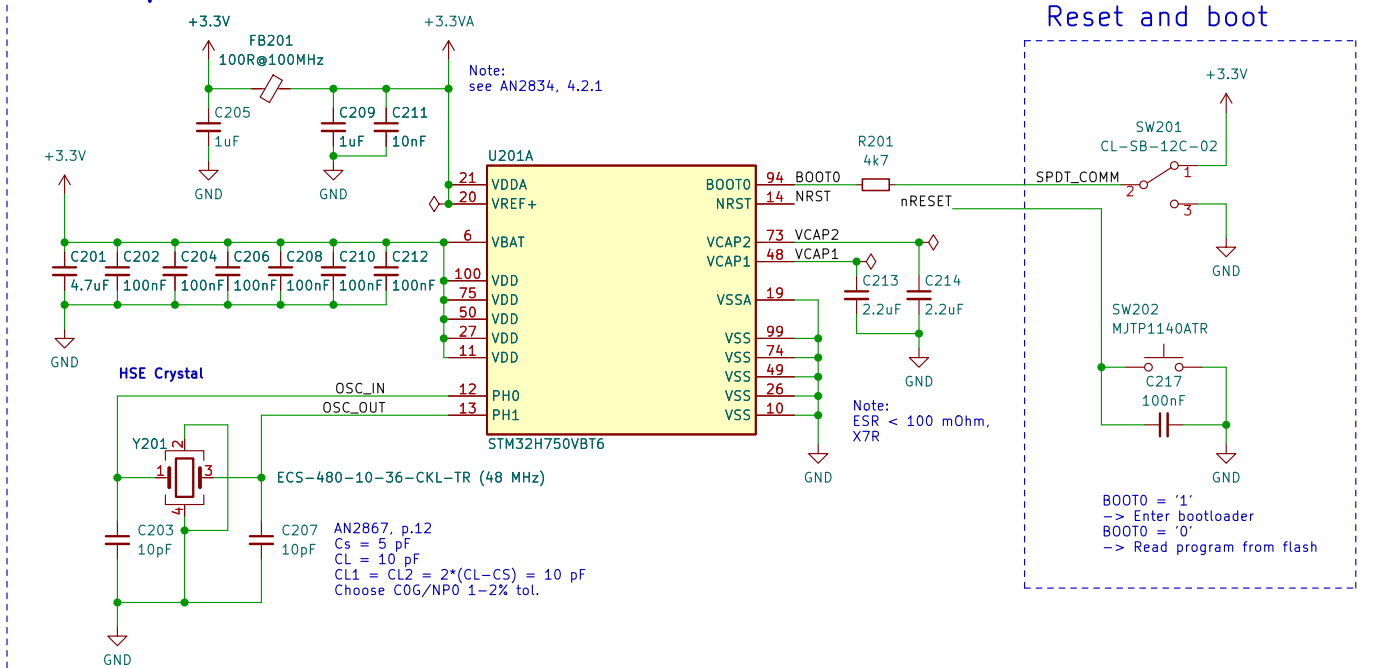 Reset and boot
+3.3V
+3.3VA
FB201
100R@100MHz
Note:
see AN2834, 4.2.1
C205
1uF
C209
1uF
C211
10nF
GND
GND
+3.3V
+3.3V
SW201
CL-SB-12C-02
1
2
3
SPDT_COMM
GND
R201
4k7
U201A
21
VDDA
20
VREF+
6
VBAT
100
VDD
75
VDD
50
VDD
27
VDD
11
VDD
12
PH0
13
PH1
BOOT0
94
BOOT0
NRST
14
NRST
nRESET
VCAP2
73
VCAP2
VCAP1
48
VCAP1
VSSA
19
VSS
99
VSS
74
VSS
49
VSS
26
VSS
10
STM32H750VBT6
C201
4.7uF
C202
100nF
C204
100nF
C206
100nF
C208
100nF
C210
100nF
C212
100nF
GND
C213
2.2uF
C214
2.2uF
GND
GND
Note:
ESR < 100 mOhm,
X7R
SW202
MJTP1140ATR
C217
100nF
GND
HSE Crystal
OSC_IN
OSC_OUT
Y201
1
2
3
4
ECS-480-10-36-CKL-TR (48 MHz)
C203
10pF
C207
10pF
GND
AN2867, p.12
Cs = 5 pF
CL = 10 pF
CL1 = CL2 = 2*(CL-CS) = 10 pF
Choose C0G/NP0 1-2% tol.
BOOT0 = '1'
-> Enter bootloader
BOOT0 = '0'
-> Read program from flash